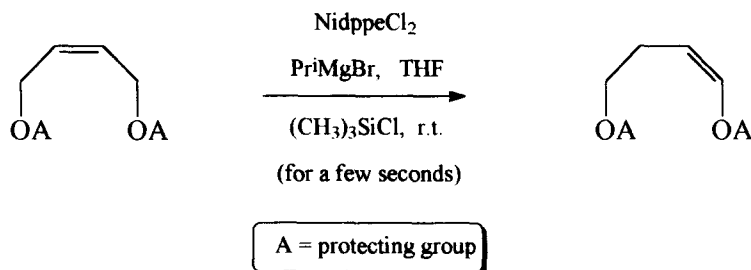 NidppeCl₂
PrⁱMgBr, THF
(CH₃)₃SiCl, r.t.
(for a few seconds)
OA OA OA OA
A = protecting group